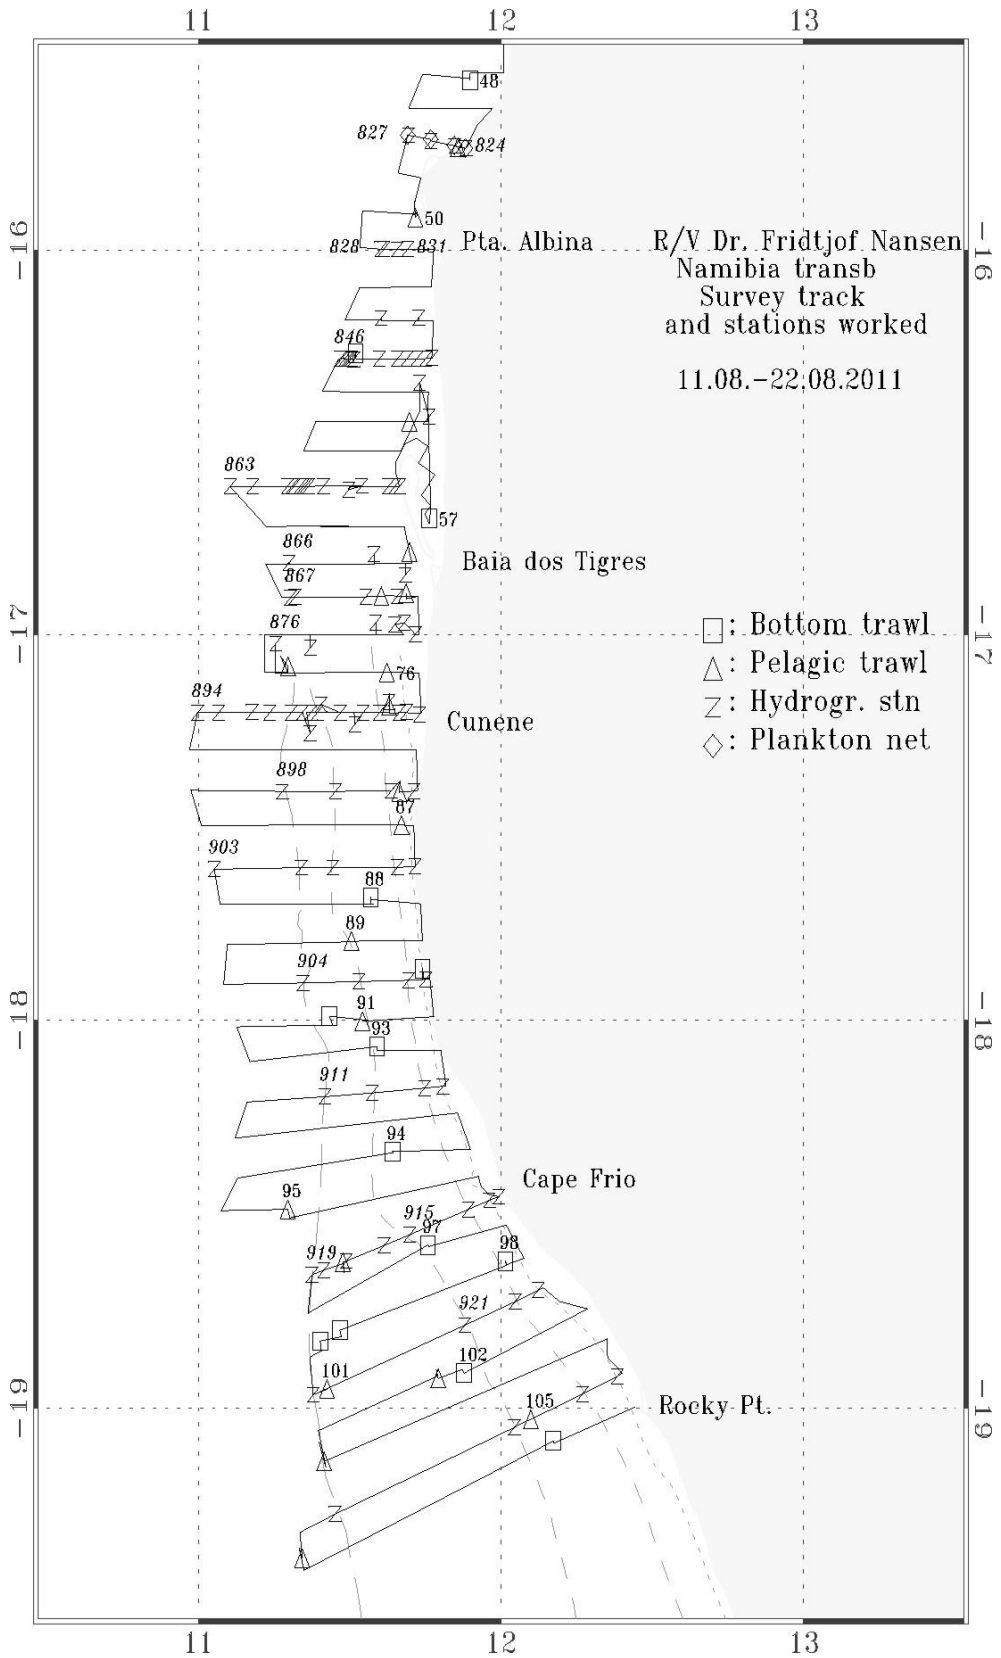 11 12 13
48
827
824
50
-16
828 831 Pta. Albina
R/V Dr. Fridtjof Nansen
Namibia transb
Survey track
and stations worked
-16
846
11.08.-22.08.2011
863
57
866
Baia dos Tigres
867
876
-17
-17
: Bottom trawl
: Pelagic trawl
: Hydrogr. stn
: Plankton net
76
894
Cunene
898
87
903
88
89
904
91
-18
93
-18
911
94
Cape Frio
95
915
97
98
919
921
101
102
105
-19
Rocky Pt.
-19
11 12 13